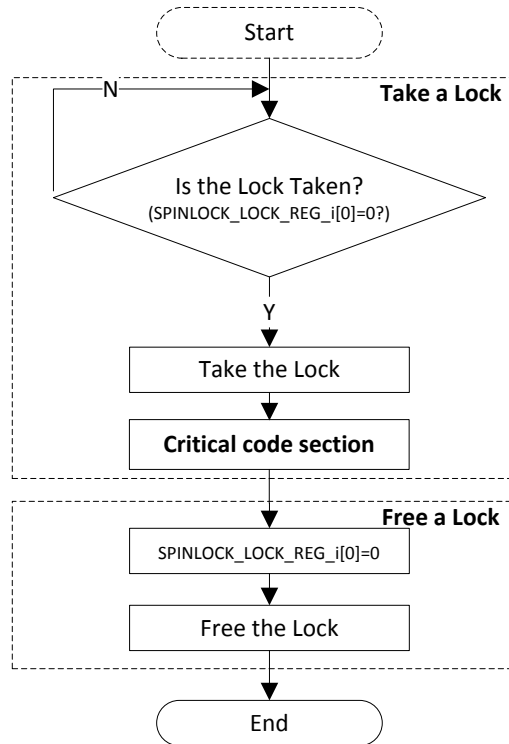 Start
N
Take a Lock
Is the Lock Taken?
(SPINLOCK_LOCK_REG_i[0]=0?)
Y
Take the Lock
Critical code section
Free a Lock
SPINLOCK_LOCK_REG_i[0]=0
Free the Lock
End